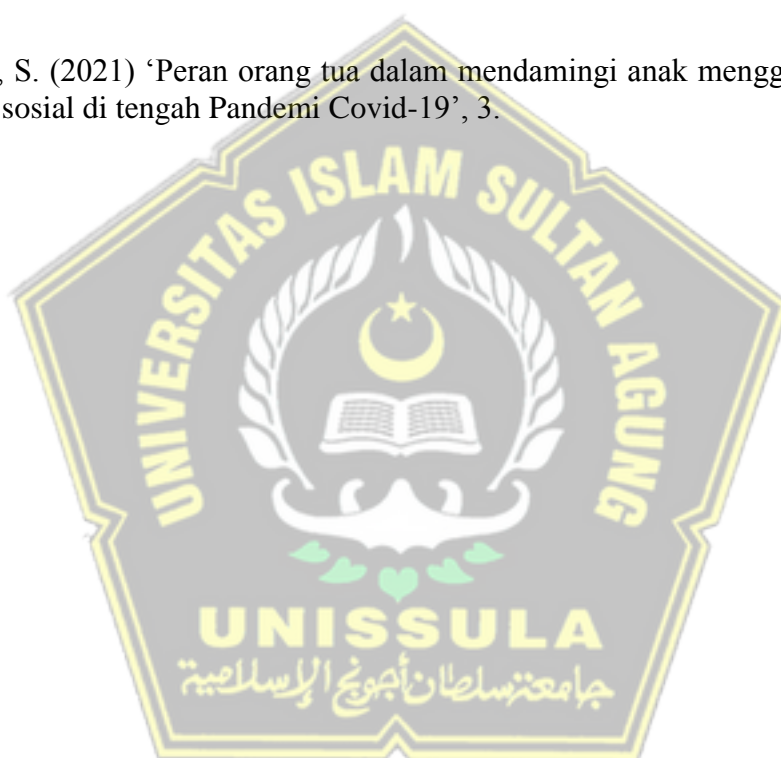 , S. (2021) ‘Peran orang tua dalam mendamingi anak mengg
sosial di tengah Pandemi Covid-19’, 3.
UNIVERSITAS ISLAM SULTAN AGUNG
UNISSULA
جامعة سلطان أجونج الإسلامية